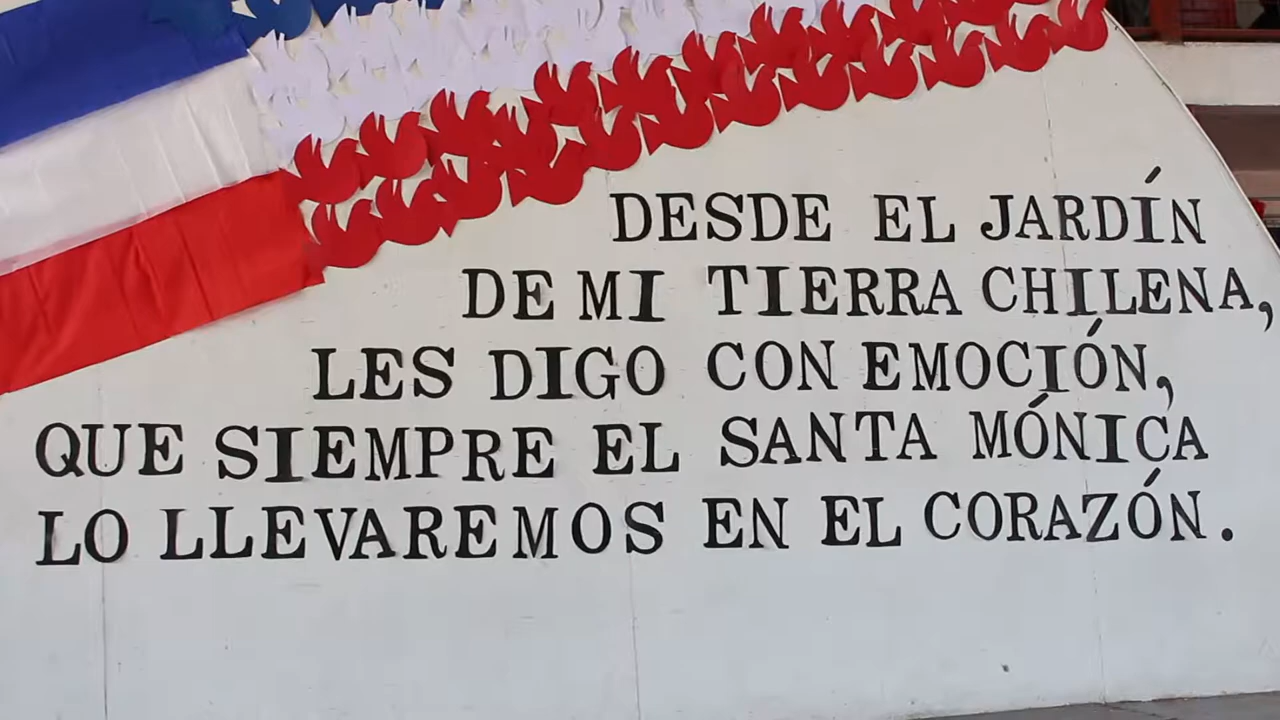 DESDE EL JARDÍN
DE MI TIERRA CHILENA,
LES DIGO CON EMOCIÓN,
QUE SIEMPRE EL SANTA MÓNICA
LO LLEVAREMOS EN EL CORAZÓN.